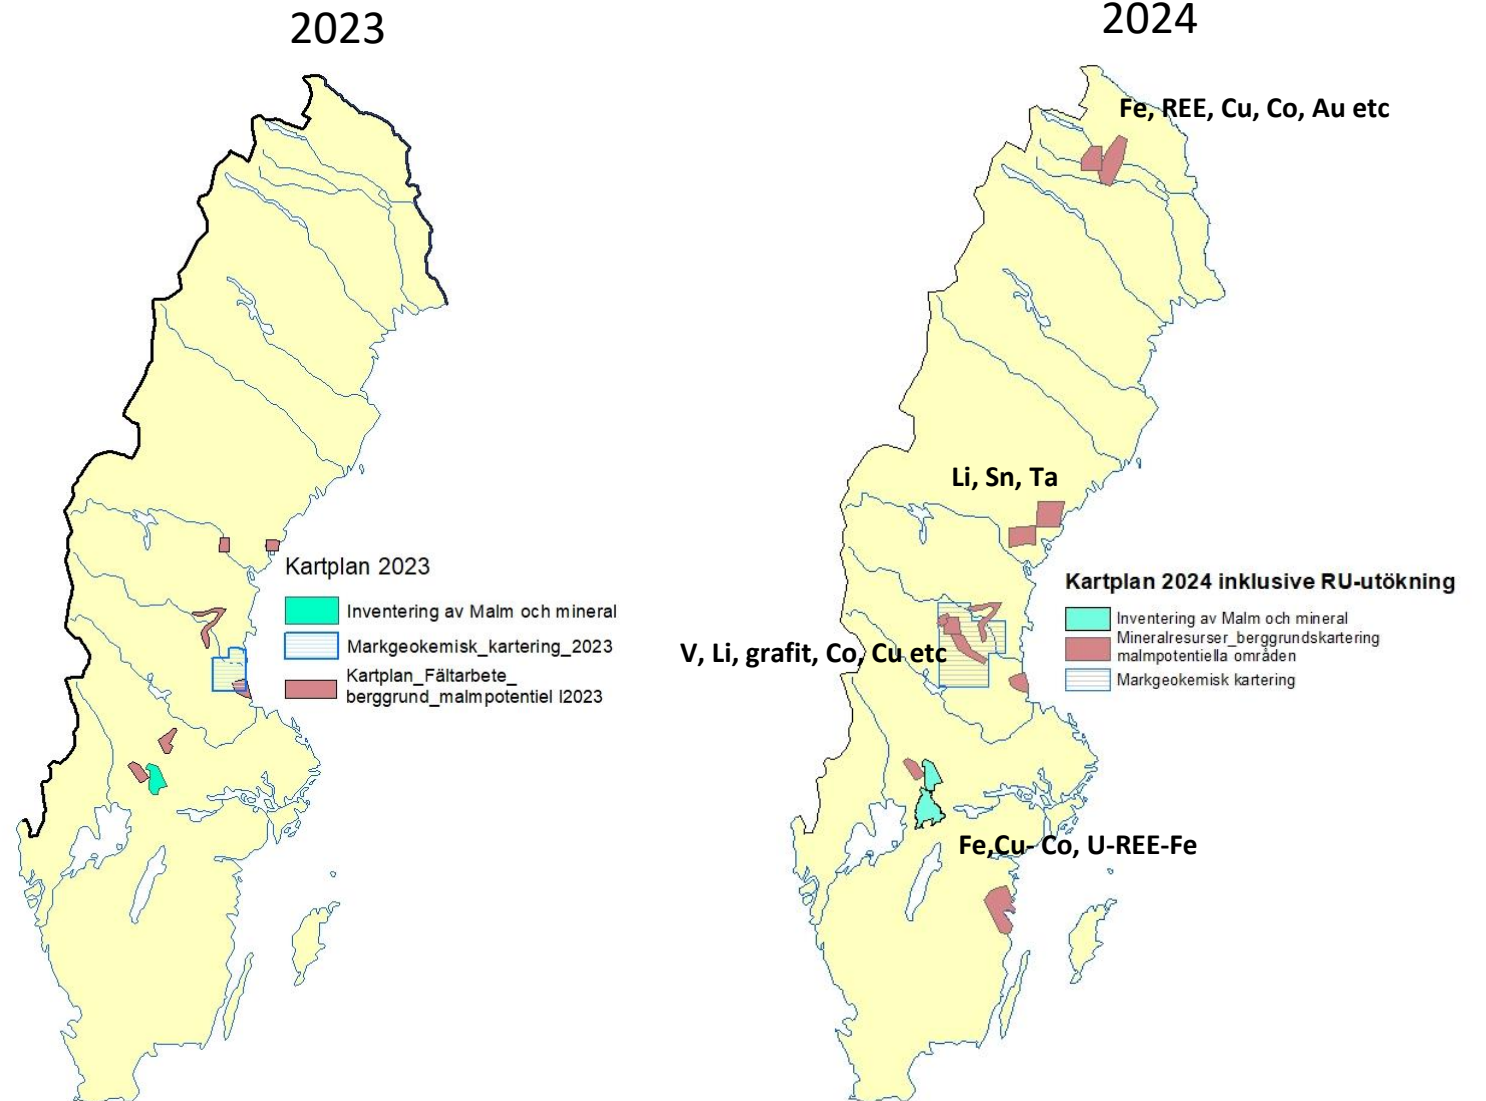 2023
Kartplan 2023
Inventering av Malm och mineral
Markgeokemisk_kartering_2023
Kartplan_Fältarbete_
berggrund_malmpotentiel l2023
2024
Fe, REE, Cu, Co, Au etc
Li, Sn, Ta
V, Li, grafit, Co, Cu etc
Fe,Cu- Co, U-REE-Fe
Kartplan 2024 inklusive RU-utökning
Inventering av Malm och mineral
Mineralresurser_berggrundskartering
malmpotentiella områden
Markgeokemisk kartering